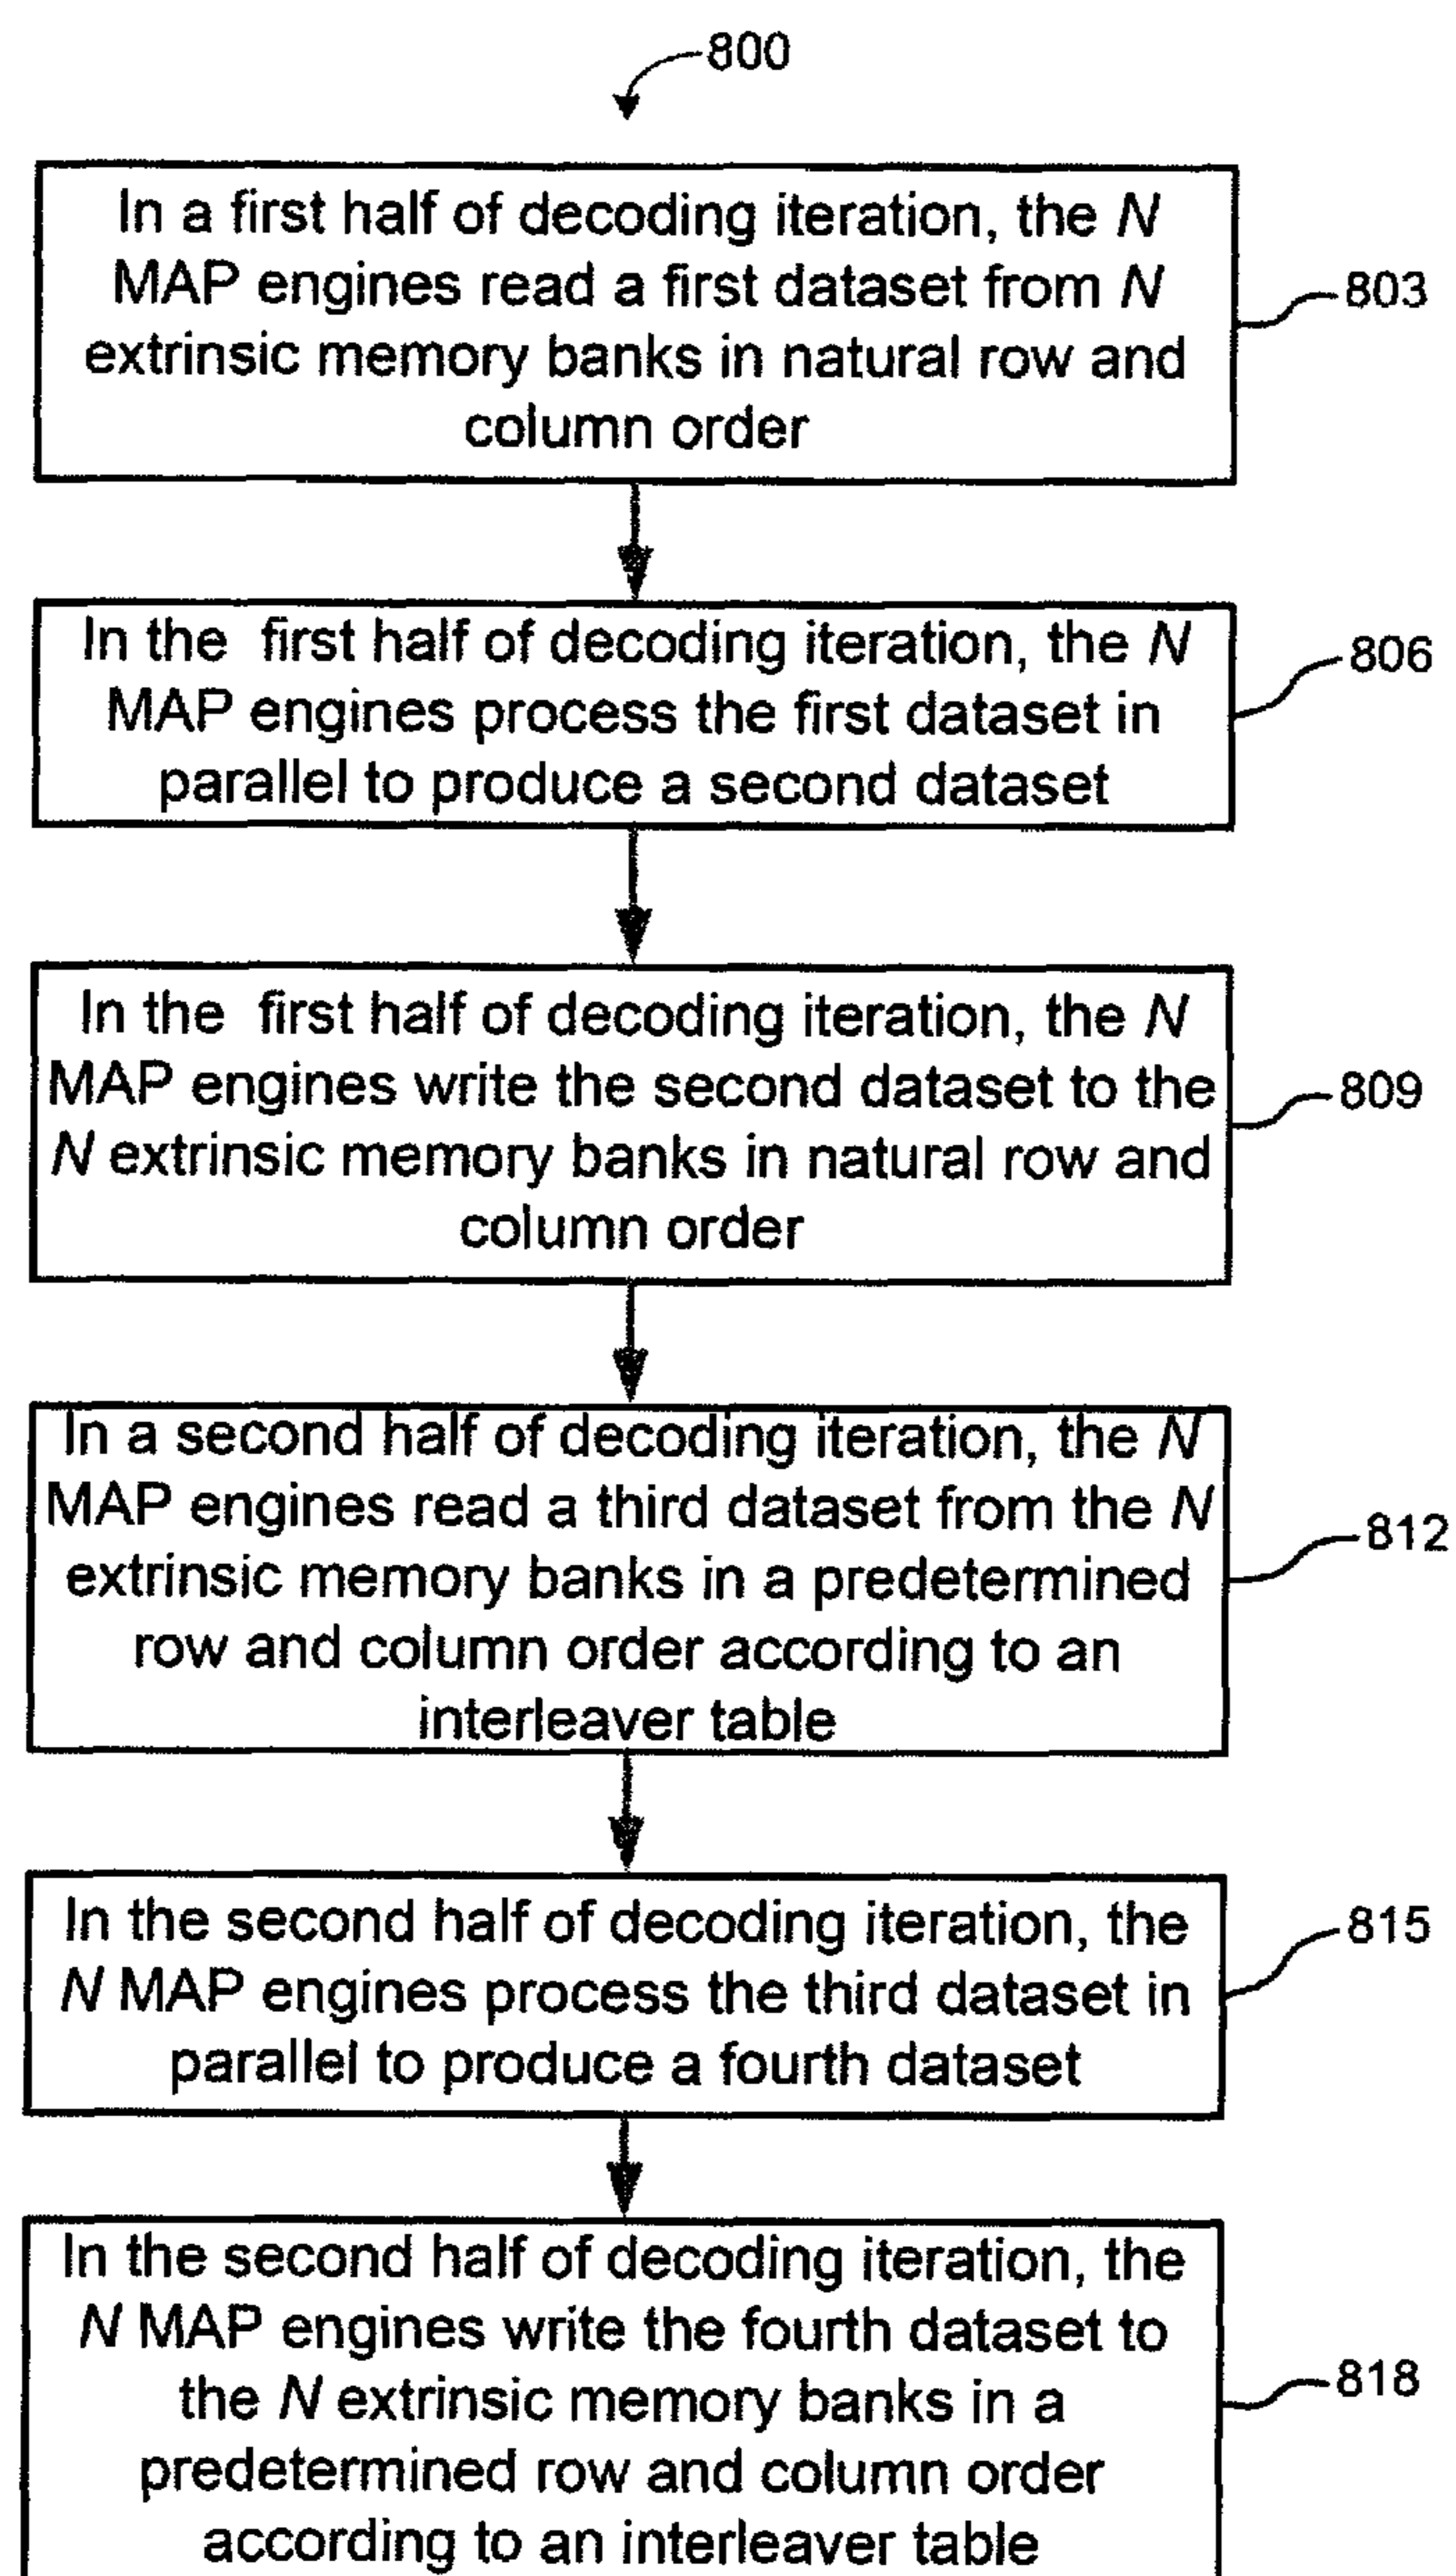 800
In a first half of decoding iteration, the N
MAP engines read a first dataset from N
extrinsic memory banks in natural row and
column order
803
In the first half of decoding iteration, the N
MAP engines process the first dataset in
parallel to produce a second dataset
806
In the first half of decoding iteration, the N
MAP engines write the second dataset to the
N extrinsic memory banks in natural row and
column order
809
In a second half of decoding iteration, the N
MAP engines read a third dataset from the N
extrinsic memory banks in a predetermined
row and column order according to an
interleaver table
812
In the second half of decoding iteration, the
N MAP engines process the third dataset in
parallel to produce a fourth dataset
815
In the second half of decoding iteration, the
N MAP engines write the fourth dataset to
the N extrinsic memory banks in a
predetermined row and column order
according to an interleaver table
818